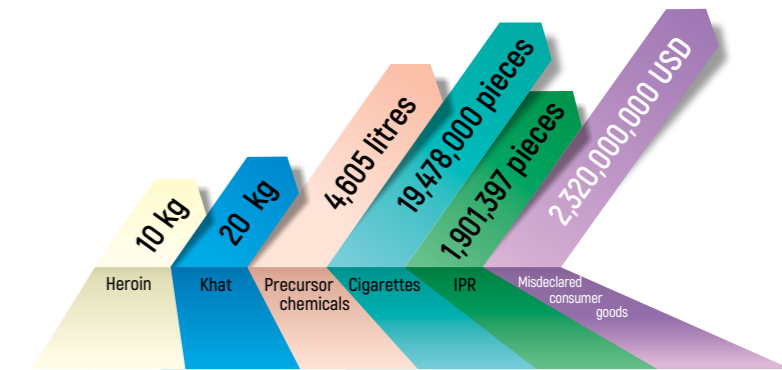 10 kg
20 kg
4,605 litres
19,478,000 pieces
1,901,397 pieces
2,320,000,000 USD
Heroin
Khat
Precursor
chemicals
Cigarettes
IPR
Misdeclared
consumer
goods